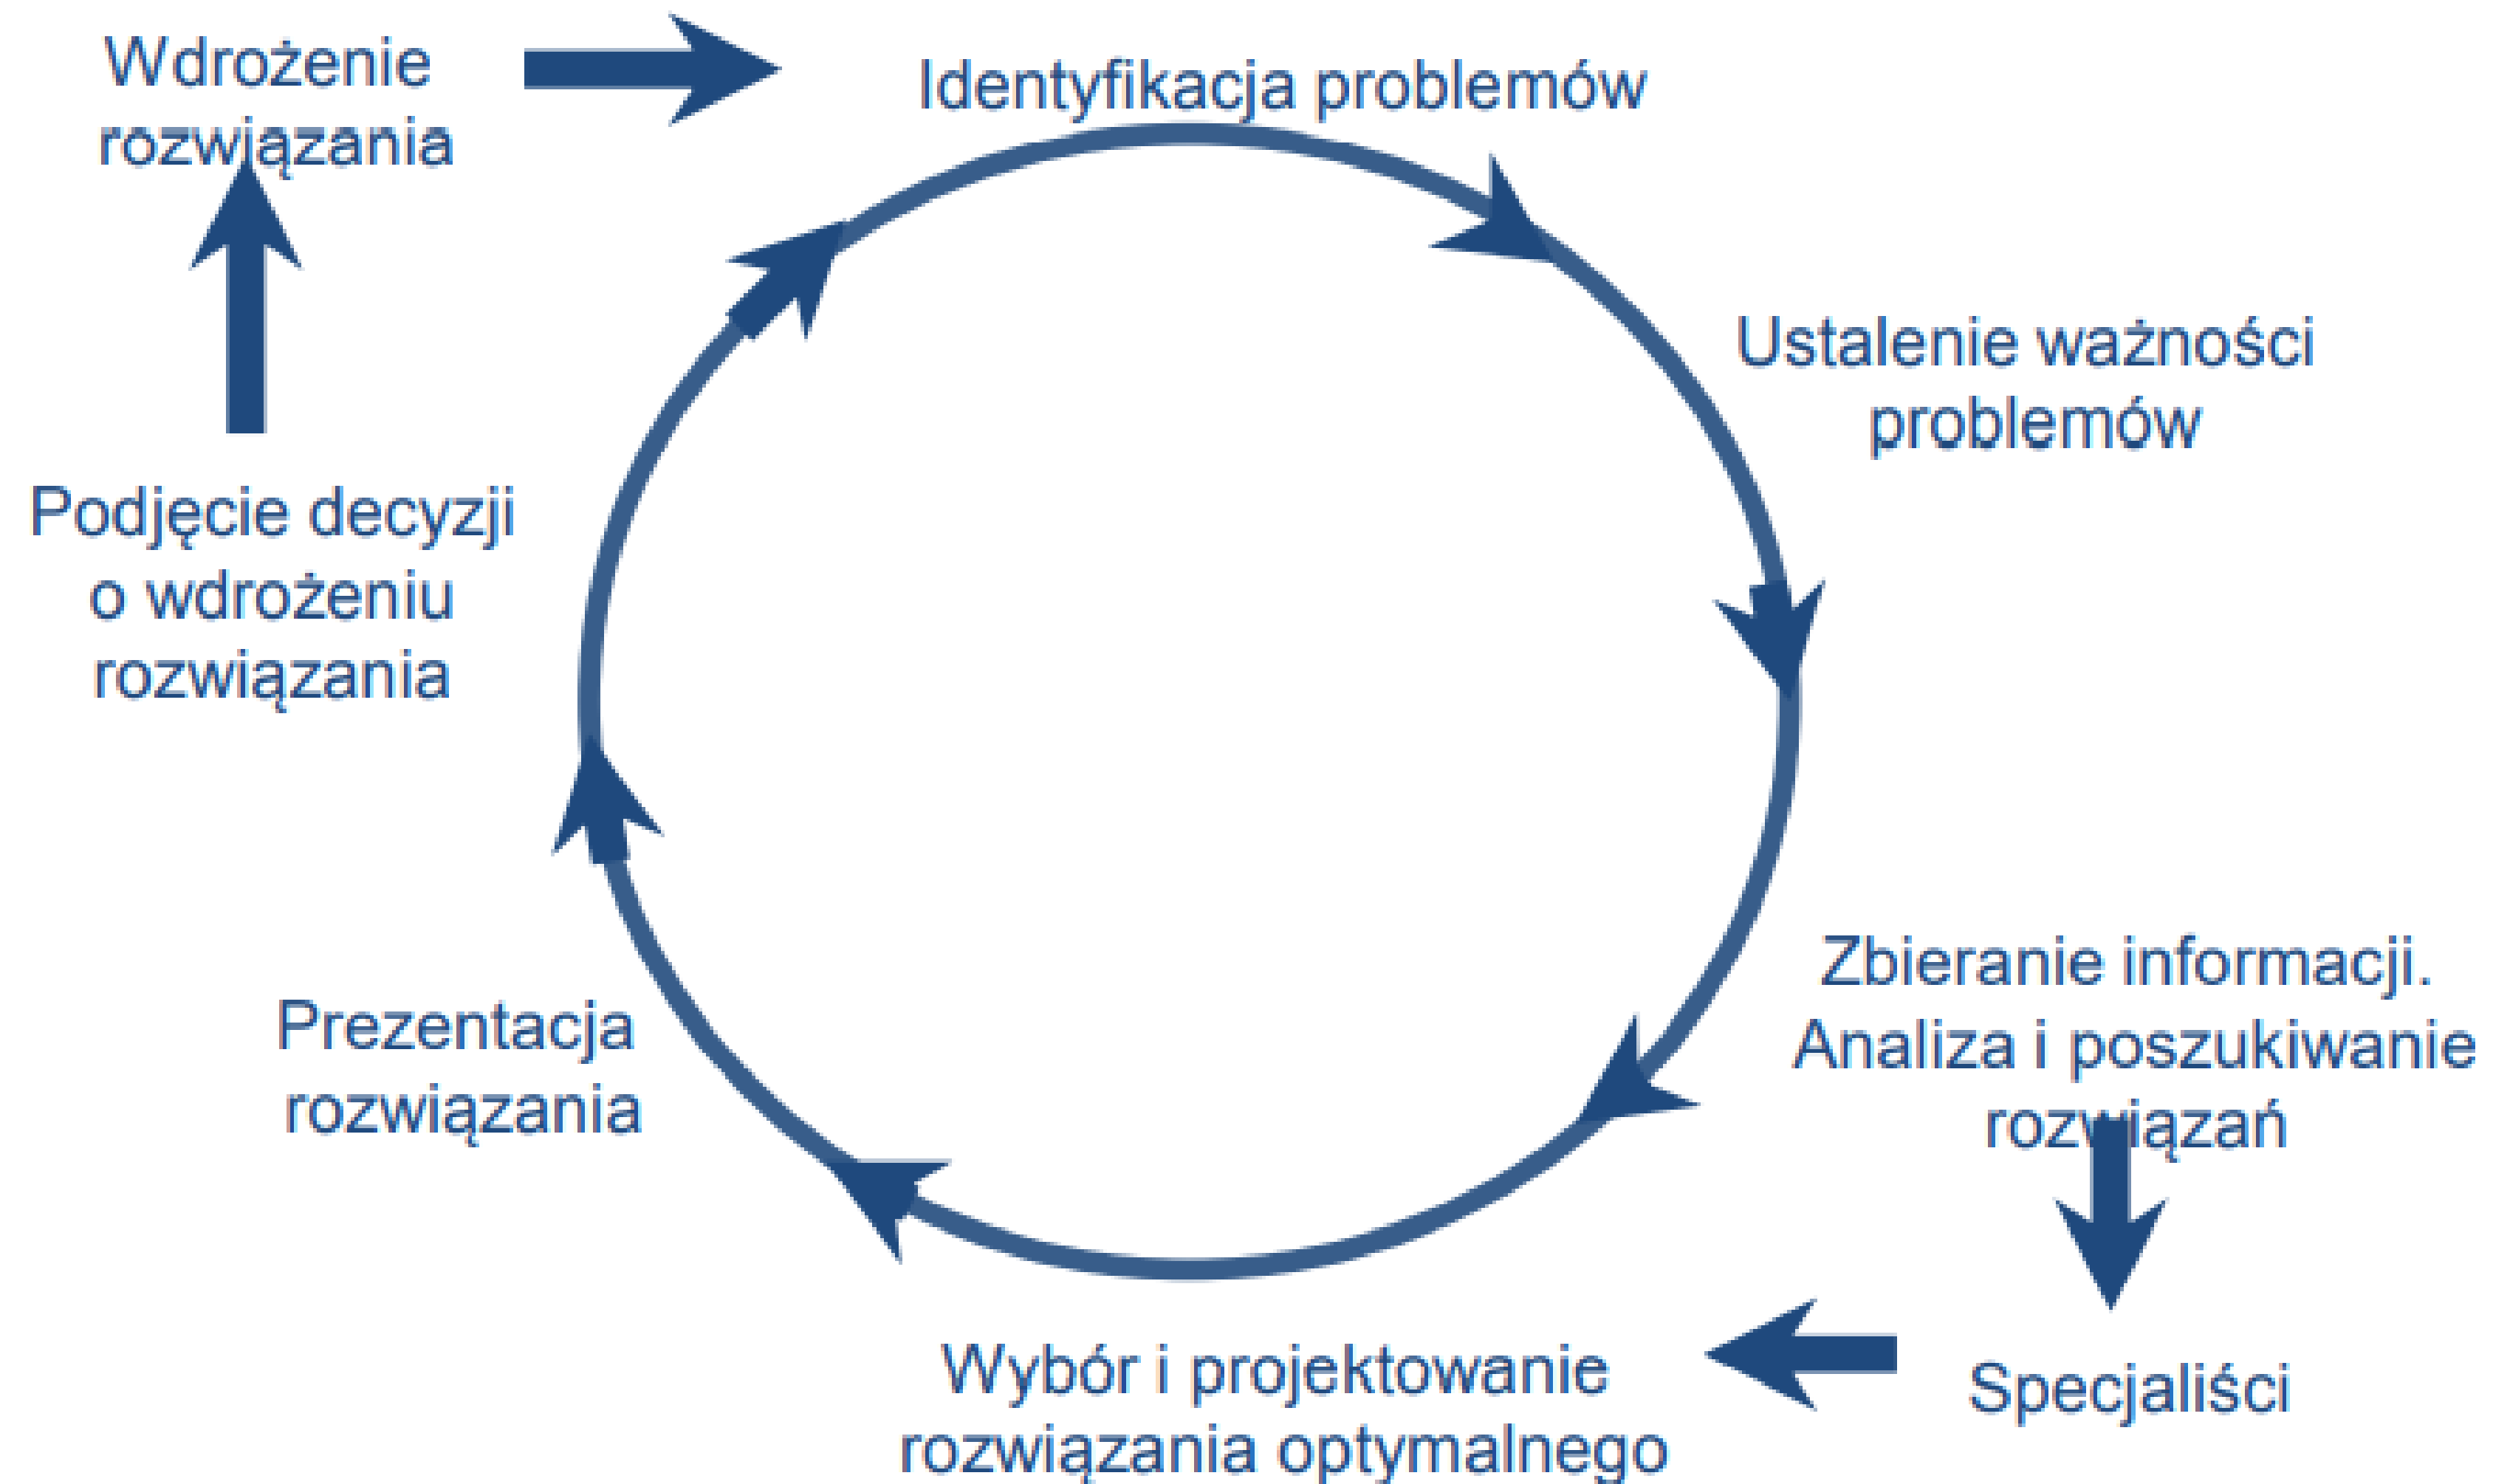 Wdrożenie
rozwiązania
Identyfikacja problemów
Ustalenie ważności
problemów
Podjęcie decyzji
o wdrożeniu
rozwiązania
Zbieranie informacji.
Analiza i poszukiwanie
rozwiązań
Prezentacja
rozwiązania
Wybór i projektowanie
rozwiązania optymalnego
Specjaliści